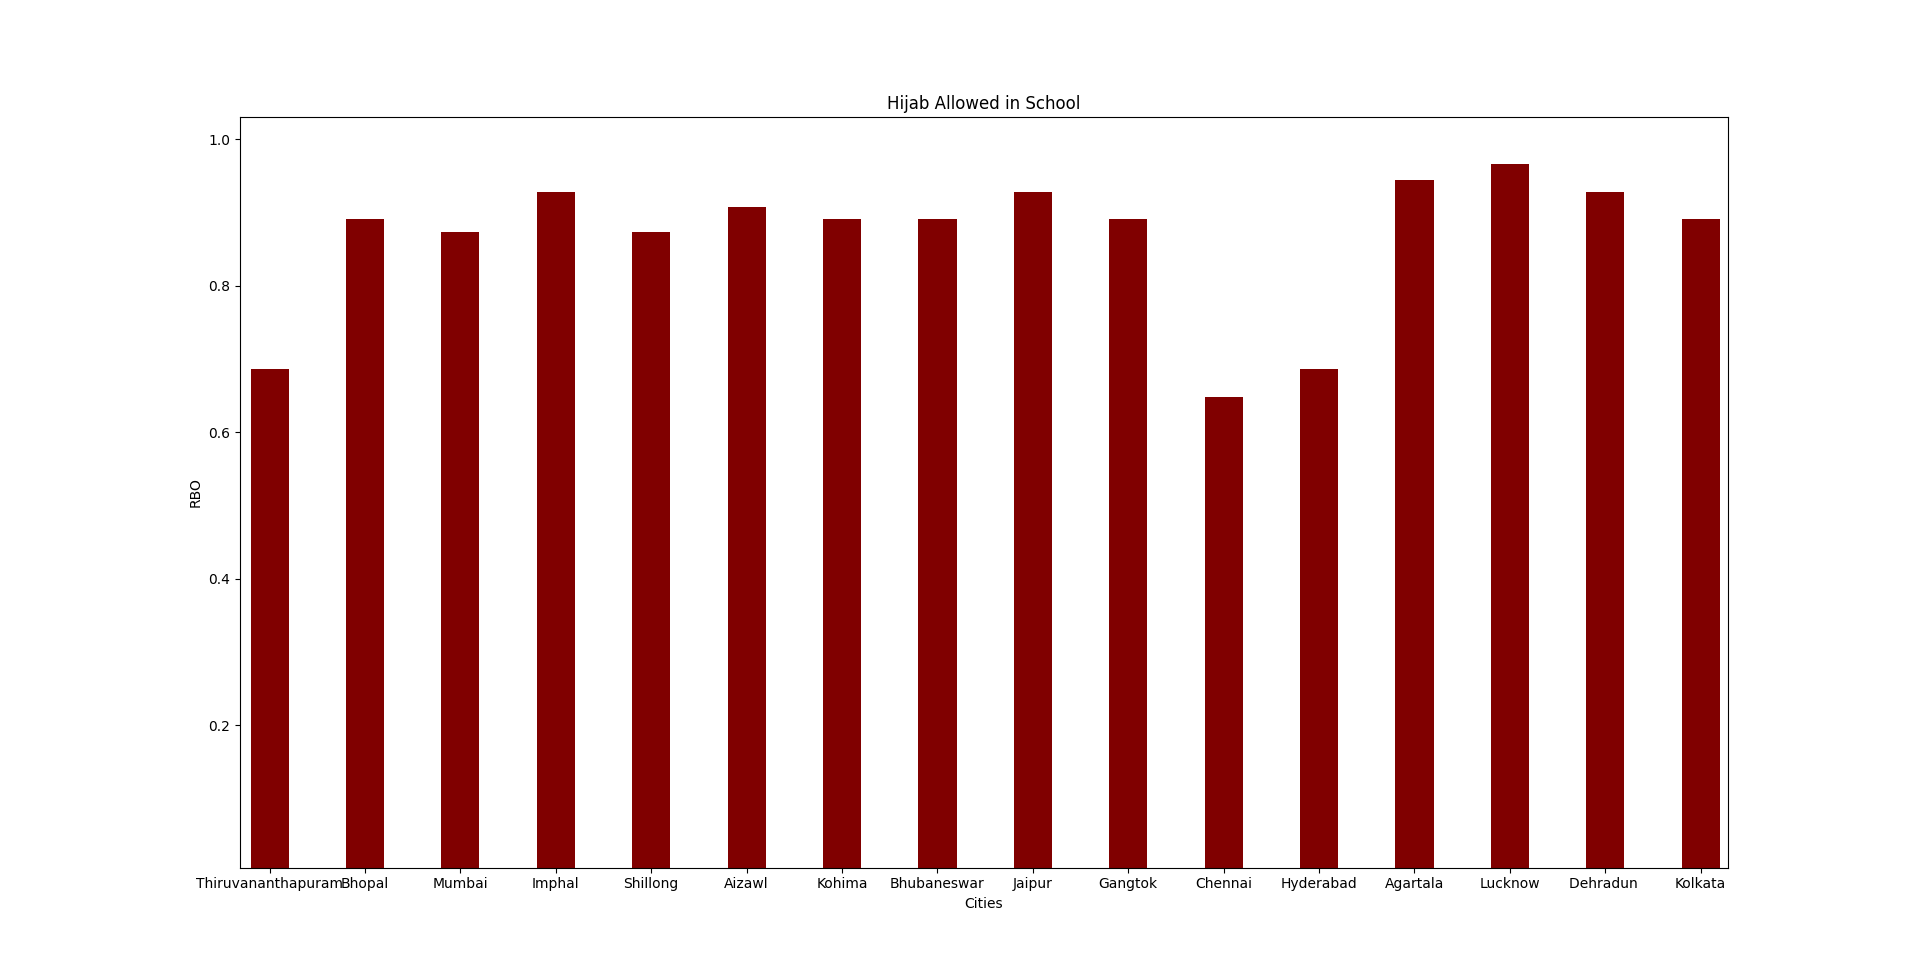 Hijab Allowed in School
1.0
0.8
0.6
0.4
0.2
RBO
Thiruvananthapuram Bhopal Mumbai Imphal Shillong Aizawl Kohima Bhubaneswar Jaipur Gangtok Chennai Hyderabad Agartala Lucknow Dehradun Kolkata
Cities